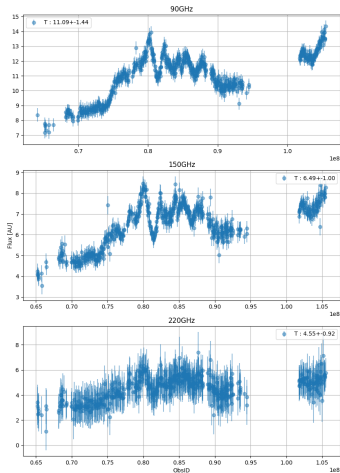 90GHz
T : 11.09+-1.44
15
14
13
12
11
10
9
8
7
0.7 0.8 0.9 1.0
1e8
150GHz
T : 6.49+-1.00
9
8
7
6
5
4
3
Flux [AU]
0.65 0.70 0.75 0.80 0.85 0.90 0.95 1.00 1.05
1e8
220GHz
T : 4.55+-0.92
8
6
4
2
0
0.65 0.70 0.75 0.80 0.85 0.90 0.95 1.00 1.05
ObsID
1e8